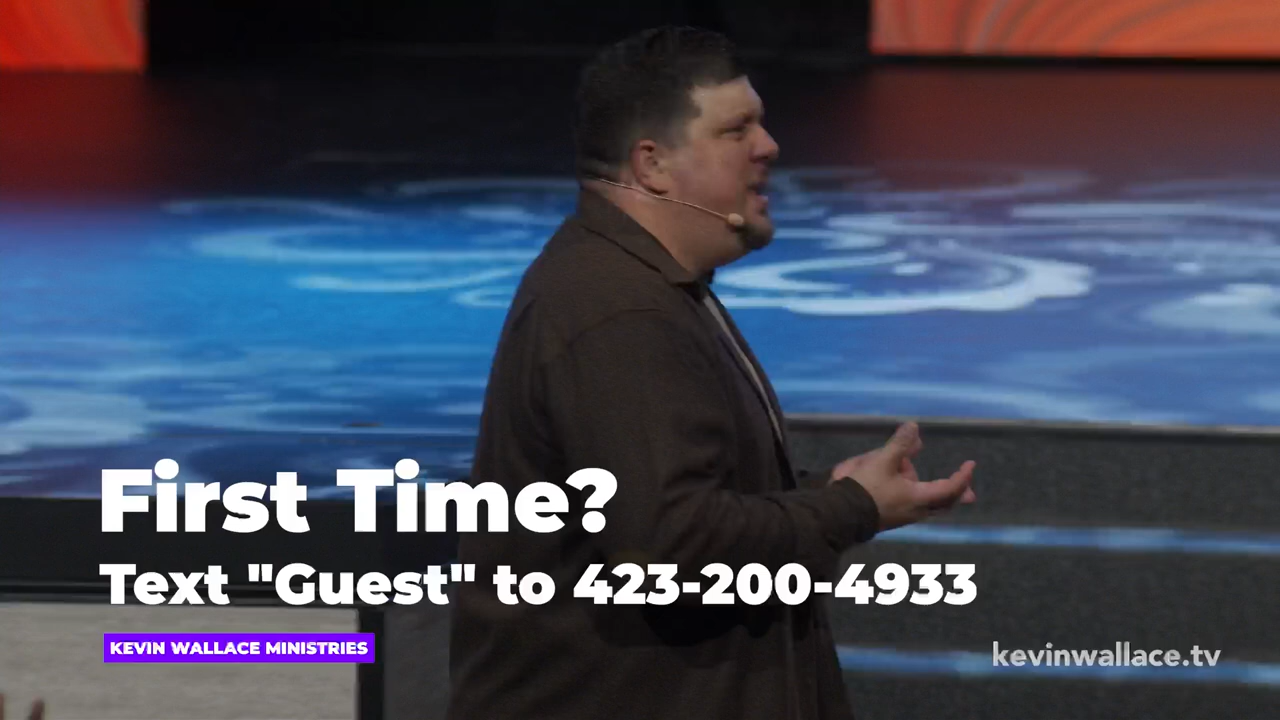 First Time?
Text "Guest" to 423-200-4933
KEVIN WALLACE MINISTRIES
kevinwallace.tv